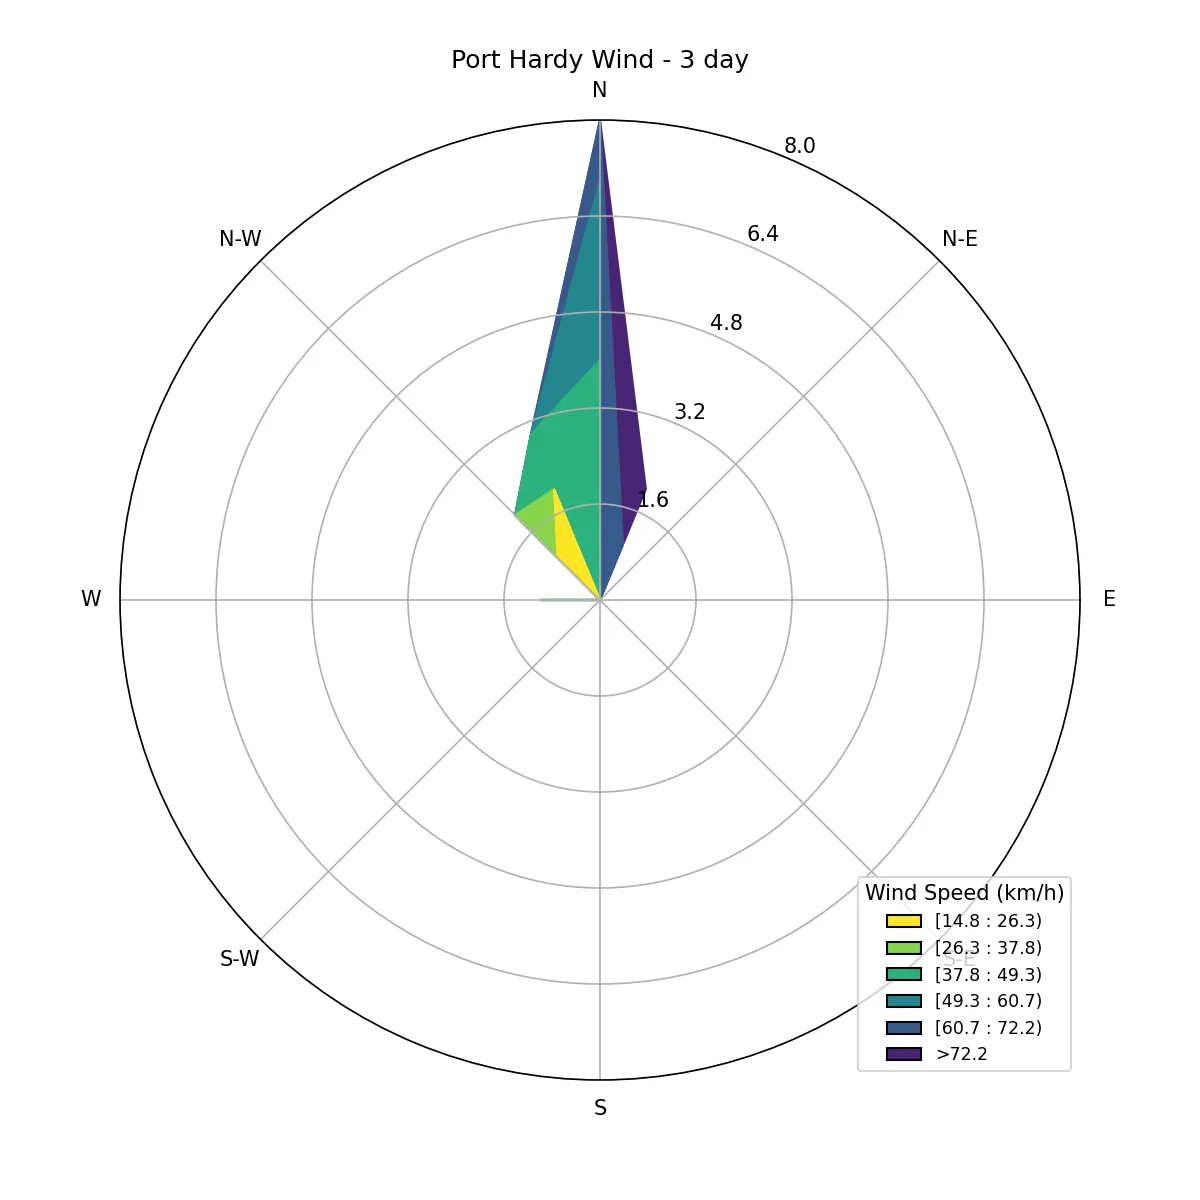 Port Hardy Wind - 3 day
N
8.0
N-W
6.4
N-E
4.8
3.2
1.6
W
E
Wind Speed (km/h)
[14.8 : 26.3)
[26.3 : 37.8)
S-W
S-E
[37.8 : 49.3)
[49.3 : 60.7)
[60.7 : 72.2)
>72.2
S